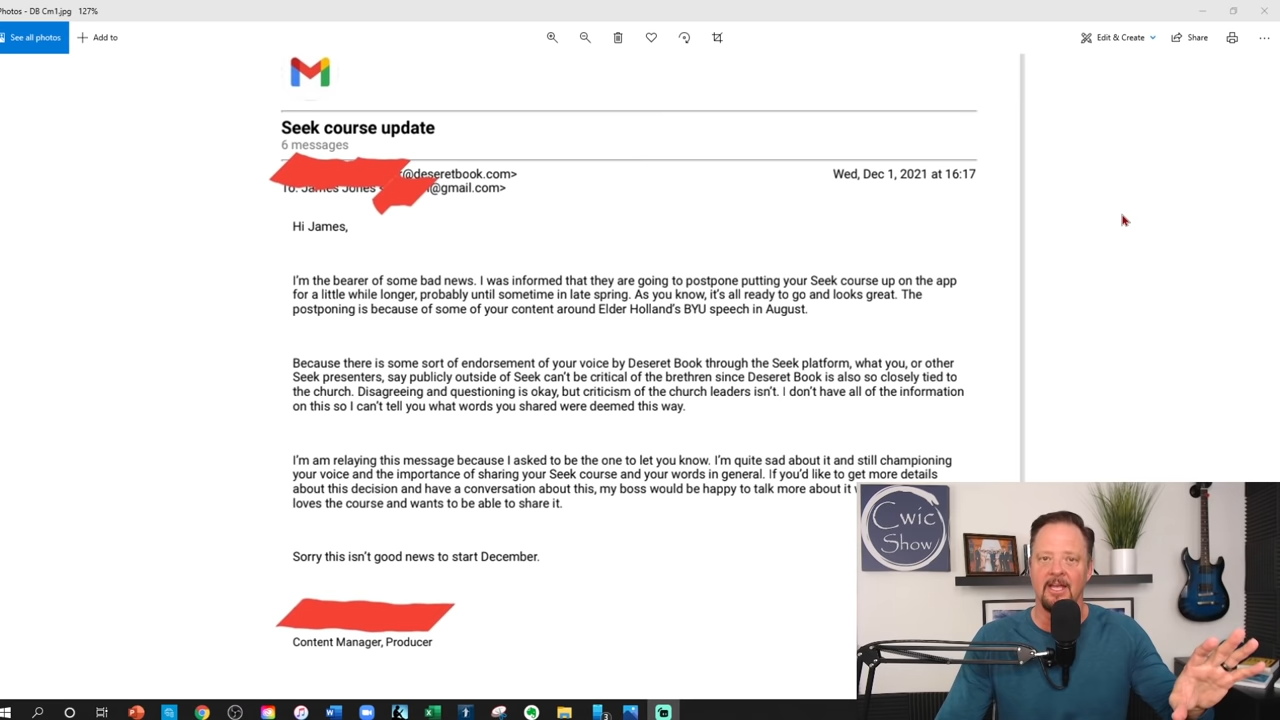 Photos - DB Cm1.jpg 127%
See all photos
Add to
Edit & Create
Share
Seek course update
6 messages
@deseretbook.com>
Wed, Dec 1, 2021 at 16:17
To: James Jones @gmail.com>
Hi James,
I'm the bearer of some bad news. I was informed that they are going to postpone putting your Seek course up on the app
for a little while longer, probably until sometime in late spring. As you know, it's all ready to go and looks great. The
postponing is because of some of your content around Elder Holland's BYU speech in August.
Because there is some sort of endorsement of your voice by Deseret Book through the Seek platform, what you, or other
Seek presenters, say publicly outside of Seek can't be critical of the brethren since Deseret Book is also so closely tied to
the church. Disagreeing and questioning is okay, but criticism of the church leaders isn't. I don't have all of the information
on this so I can't tell you what words you shared were deemed this way.
I'm am relaying this message because I asked to be the one to let you know. I'm quite sad about it and still championing
your voice and the importance of sharing your Seek course and your words in general. If you'd like to get more details
about this decision and have a conversation about this, my boss would be happy to talk more about it
loves the course and wants to be able to share it.
Sorry this isn't good news to start December.
Content Manager, Producer
Cwic
Show